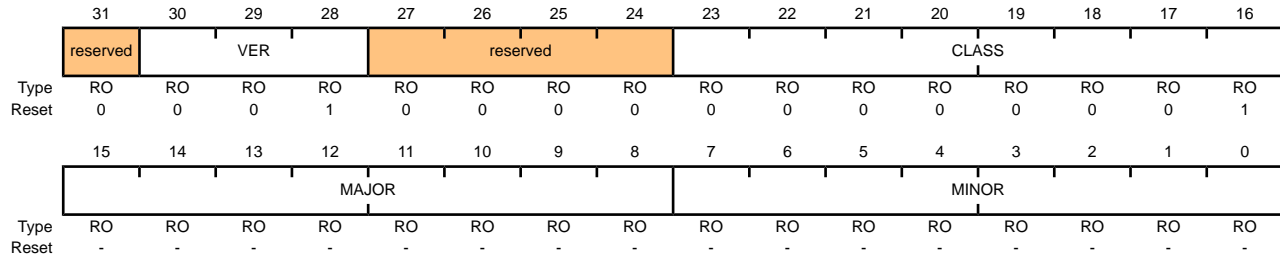 31 30 29 28 27 26 25 24 23 22 21 20 19 18 17 16
reserved VER reserved CLASS
Type RO RO RO RO RO RO RO RO RO RO RO RO RO RO RO RO
Reset 0 0 0 1 0 0 0 0 0 0 0 0 0 0 0 1
15 14 13 12 11 10 9 8 7 6 5 4 3 2 1 0
MAJOR MINOR
Type RO RO RO RO RO RO RO RO RO RO RO RO RO RO RO RO
Reset - - - - - - - - - - - - - - - -